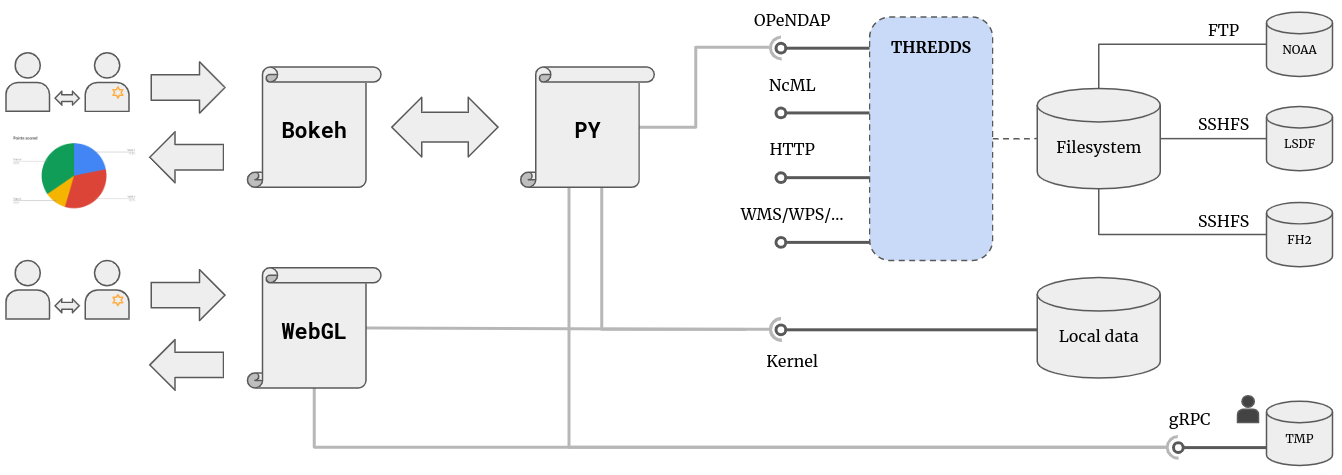 OPeNDAP
THREDDS
NcML
HTTP
WMS/WPS/...
FTP
NOAA
SSHFS
LSDF
SSHFS
FH2
Filesystem
Bokeh
PY
Points scored
WebGL
Kernel
Local data
gRPC
TMP